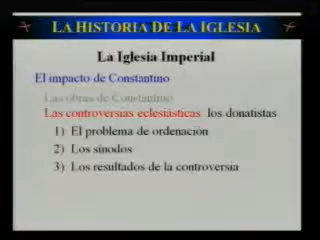 LA HISTORIA DE LA IGLESIA
La Iglesia Imperial
El impacto de Constantino
Las obras de Constantino
Las controversias eclesiásticas: los donatistas
1) El problema de ordenación
2) Los sínodos
3) Los resultados de la controversia